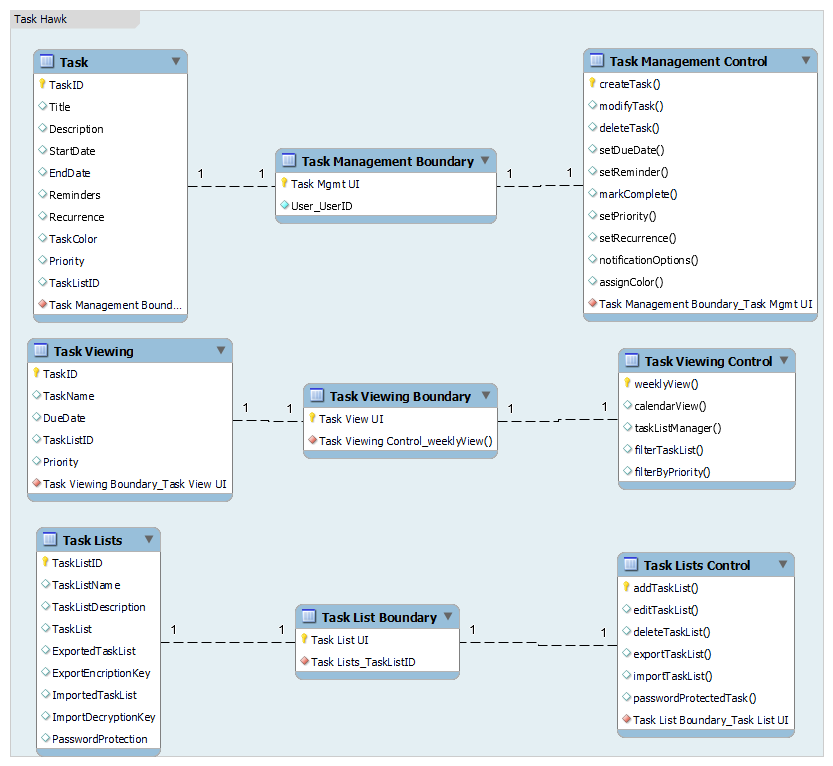 Task Hawk
Task
TaskID
Title
Description
StartDate
EndDate
Reminders
Recurrence
TaskColor
Priority
TaskListID
Task Management Bound...
1
1
Task Management Boundary
Task Mgmt UI
User_UserID
1
1
Task Management Control
createTask()
modifyTask()
deleteTask()
setDueDate()
setReminder()
markComplete()
setPriority()
setRecurrence()
notificationOptions()
assignColor()
Task Management Boundary_Task Mgmt UI
Task Viewing
TaskID
TaskName
DueDate
TaskListID
Priority
Task Viewing Boundary_Task View UI
1
1
Task Viewing Boundary
Task View UI
Task Viewing Control_weeklyView()
1
1
Task Viewing Control
weeklyView()
calendarView()
taskListManager()
filterTaskList()
filterByPriority()
Task Lists
TaskListID
TaskListName
TaskListDescription
TaskList
ExportedTaskList
ExportEncriptionKey
ImportedTaskList
ImportDecryptionKey
PasswordProtection
1
1
Task List Boundary
Task List UI
Task Lists_TaskListID
1
1
Task Lists Control
addTaskList()
editTaskList()
deleteTaskList()
exportTaskList()
importTaskList()
passwordProtectedTask()
Task List Boundary_Task List UI